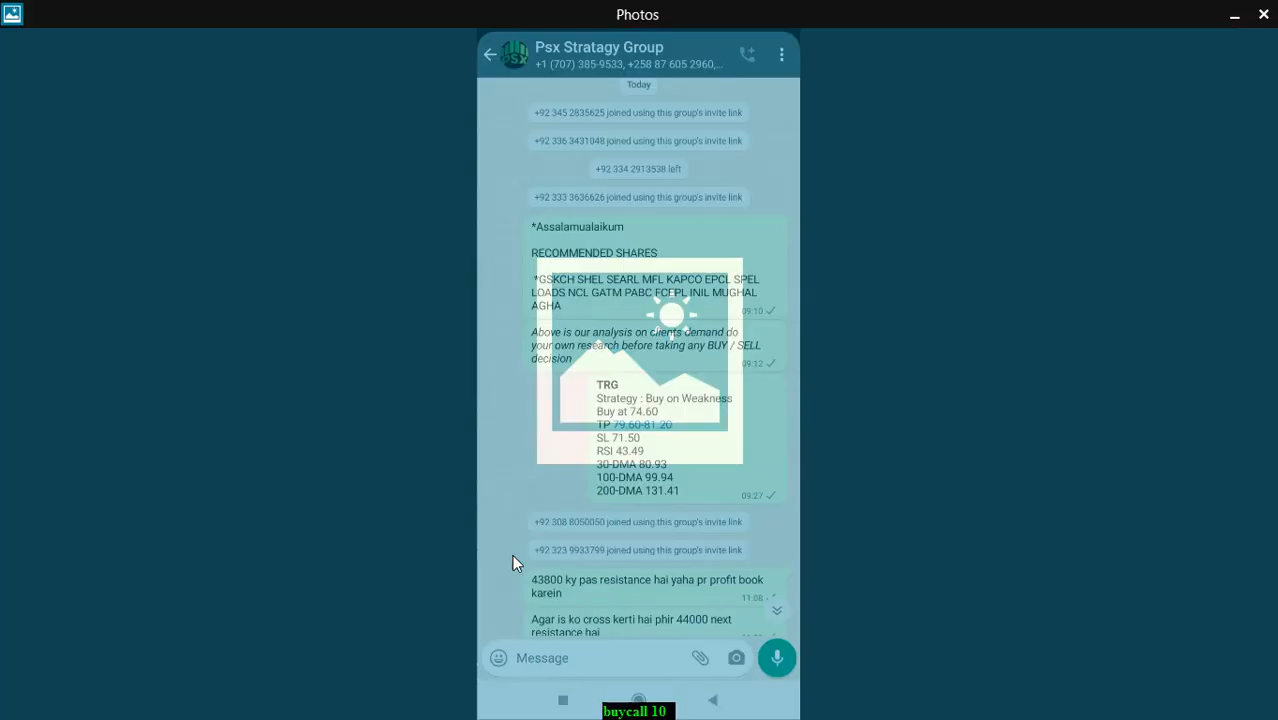 Photos
Psx Stratagy Group
+1 (707) 385-9533, +258 87 605 2960,...
Today
+92 345 2835625 joined using this group's invite link
+92 336 3431048 joined using this group's invite link
+92 334 2913538 left
+92 333 3636626 joined using this group's invite link
*Assalamualaikum
RECOMMENDED SHARES
*GSKCH SHEL SEARL MFL KAPCO EPCL SPEL
LOADS NCL GATM PABC FCEPL INIL MUGHAL
AGHA
09:10
Above is our analysis on clients demand do
your own research before taking any BUY / SELL
decision
09:12
TRG
Strategy : Buy on Weakness
Buy at 74.60
TP 79.60-81.20
SL 71.50
RSI 43.49
30-DMA 80.93
100-DMA 99.94
200-DMA 131.41
09:27
+92 308 8050050 joined using this group's invite link
+92 323 9933799 joined using this group's invite link
43800 ky pas resistance hai yaha pr profit book
karein
11:08
Agar is ko cross kerti hai phir 44000 next
resistance hai
Message
buycall 10